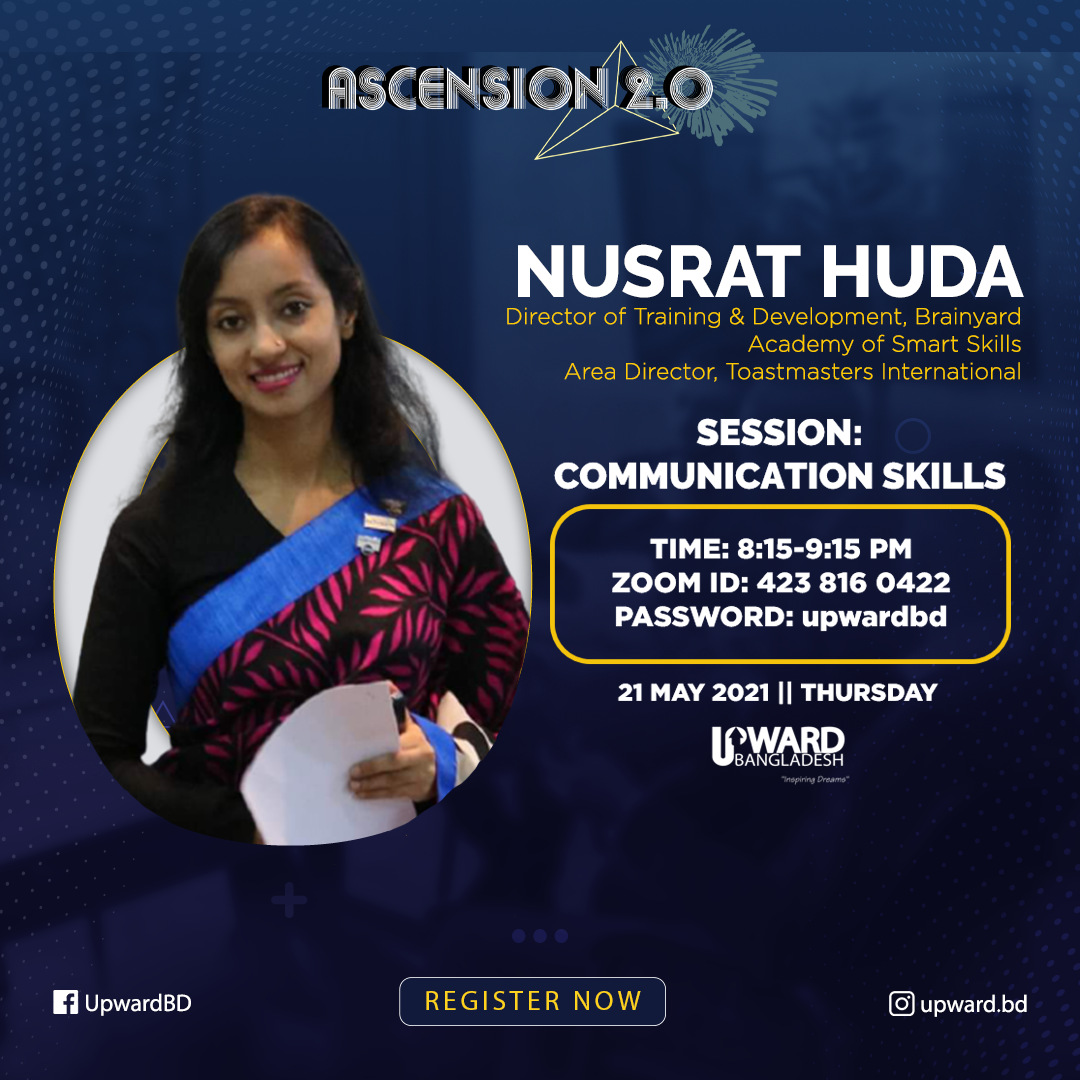 ASCENSION 2.0
NUSRAT HUDA
Director of Training & Development, Brainyard
Academy of Smart Skills
Area Director, Toastmasters International
SESSION:
COMMUNICATION SKILLS
TIME: 8:15-9:15 PM
ZOOM ID: 423 816 0422
PASSWORD: upwardbd
21 MAY 2021 || THURSDAY
UPWARD
BANGLADESH
"Inspiring Dreams"
UpwardBD
REGISTER NOW
upward.bd